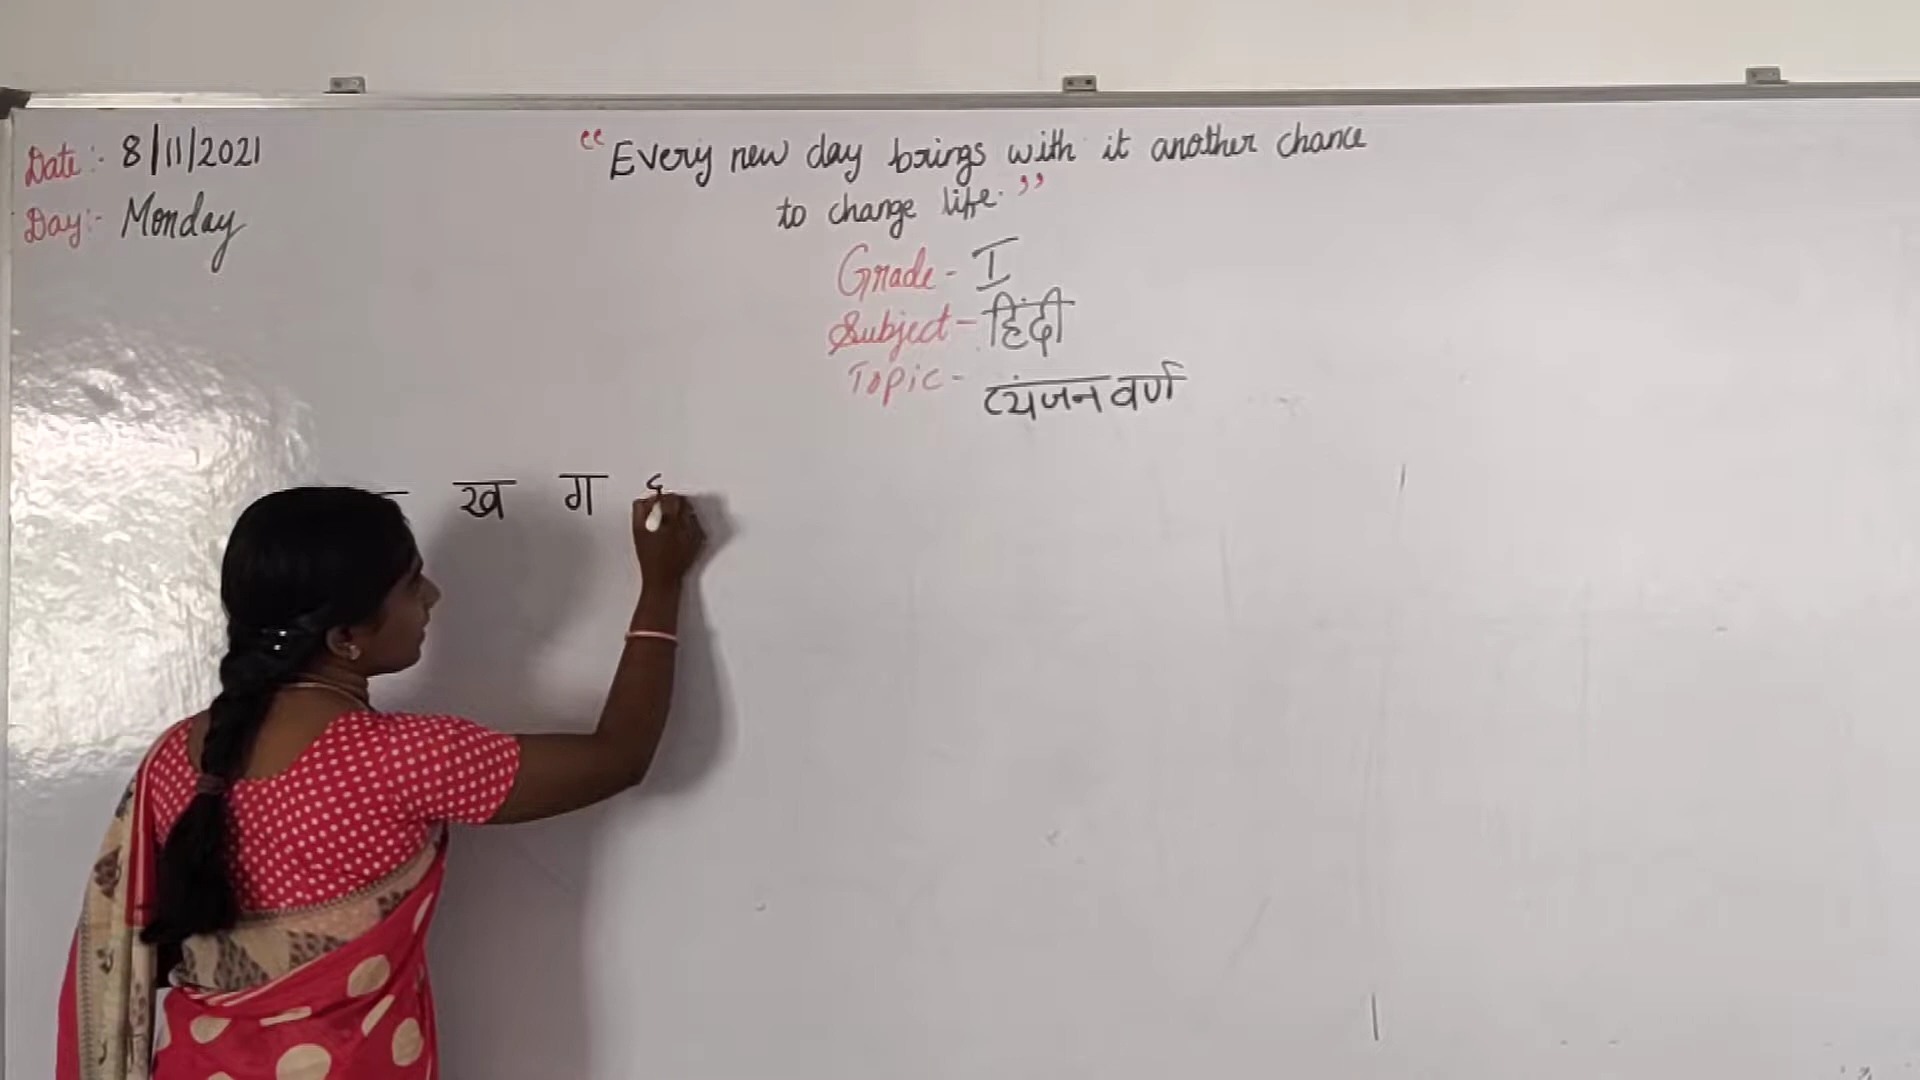 Date:- 8/11/2021
Day:- Monday
"Every new day brings with it another chance
to change life."
Grade - I
Subject - हिंदी
Topic - व्यंजन वर्ण
ख ग